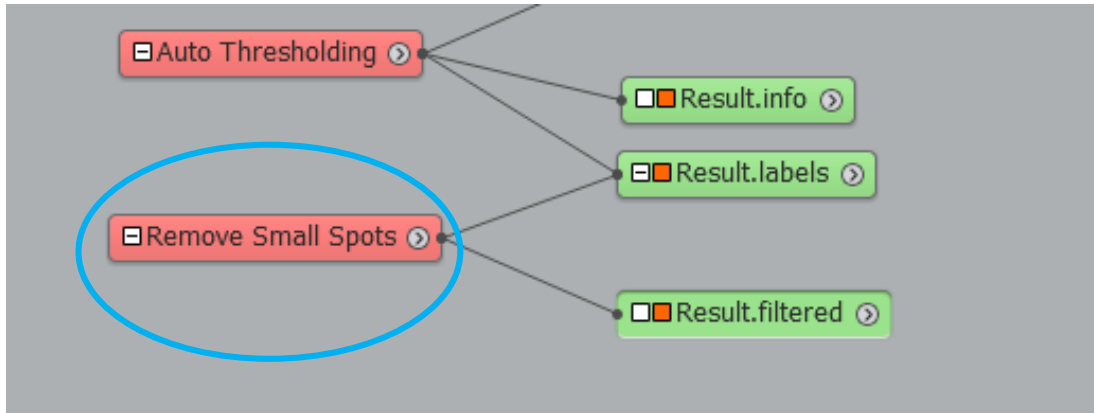 Auto Thresholding
Result.info
Result.labels
Remove Small Spots
Result.filtered